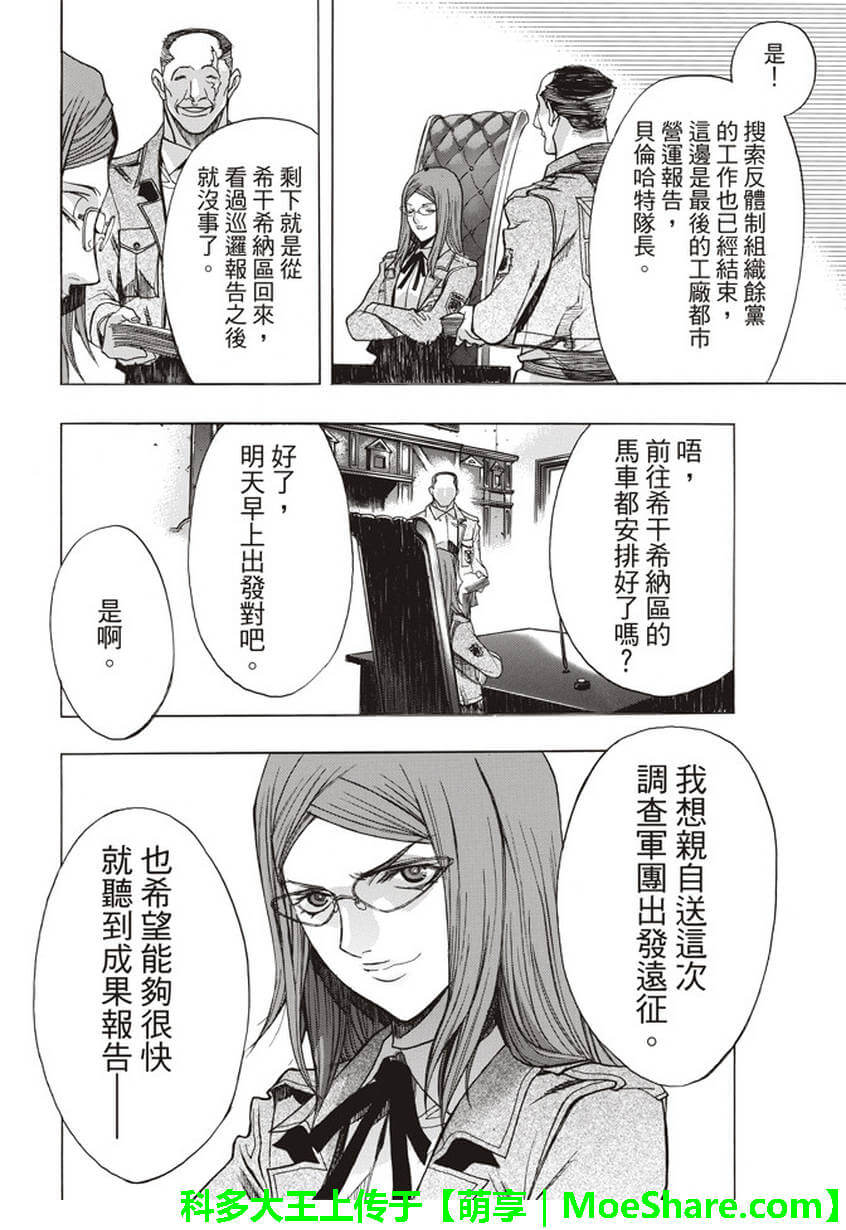 是！
搜索反體制組織餘黨
的工作也已經結束，
這邊是最後的工廠都市
營運報告，
貝倫哈特隊長。
剩下就是從
希干希納區回來，
看過巡邏報告之後
就沒事了。
唔，
前往希干希納區的
馬車都安排好了嗎？
好了，
明天早上出發對吧。
是啊。
我想親自送這次
調查軍團出發遠征。
也希望能夠很快
就聽到成果報告——
科多大王上传于【萌享／MoeShare.com】